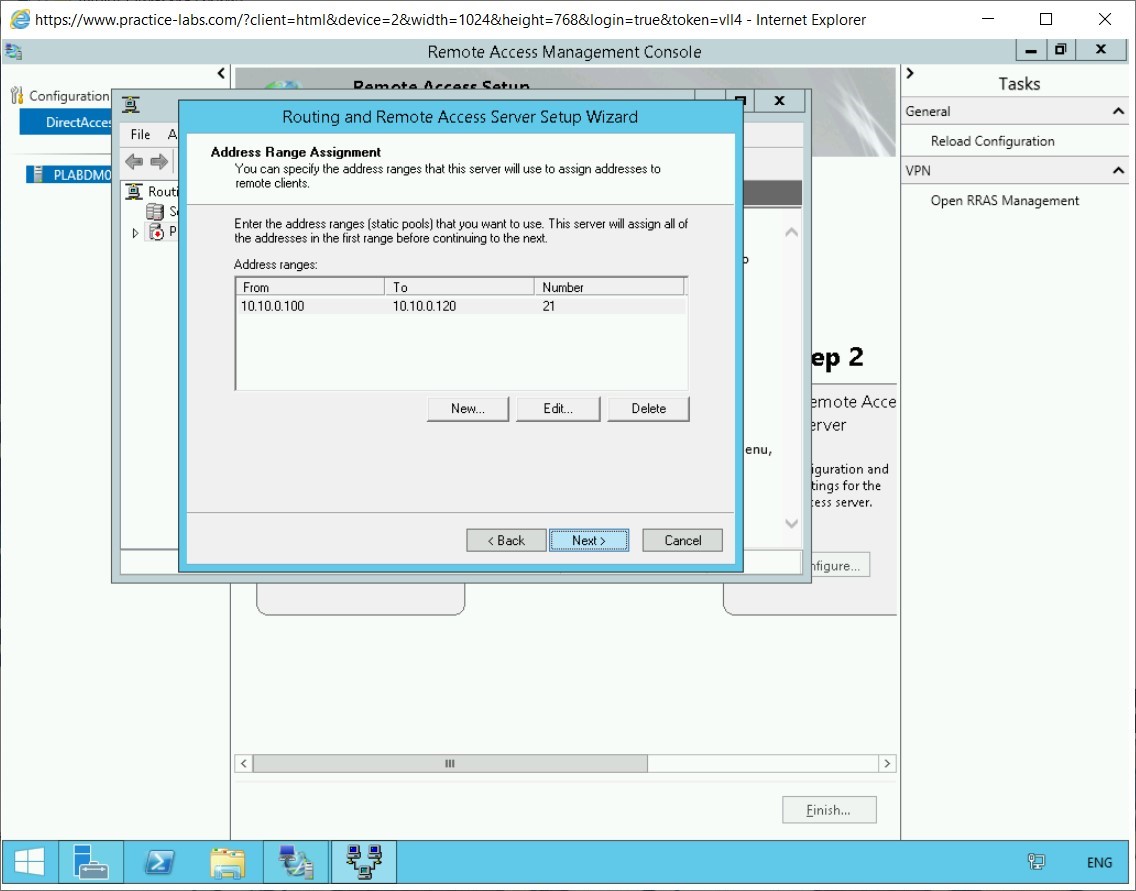 https://www.practice-labs.com/?client=html&device=2&width=1024&height=768&login=true&token=vll4 - Internet Explorer
Remote Access Management Console
Configuration
DirectAcces
PLABDM0
Remote Access Setup
File A
Routi
Routing and Remote Access Server Setup Wizard
Address Range Assignment
You can specify the address ranges that this server will use to assign addresses to
remote clients.
Enter the address ranges (static pools) that you want to use. This server will assign all of
the addresses in the first range before continuing to the next.
Address ranges:
From To Number
10.10.0.100 10.10.0.120 21
New... Edit... Delete
< Back Next > Cancel
enu,
ep 2
emote Acce
erver
iguration and
tings for the
ess server.
nfigure...
Finish...
Tasks
General
Reload Configuration
VPN
Open RRAS Management
ENG